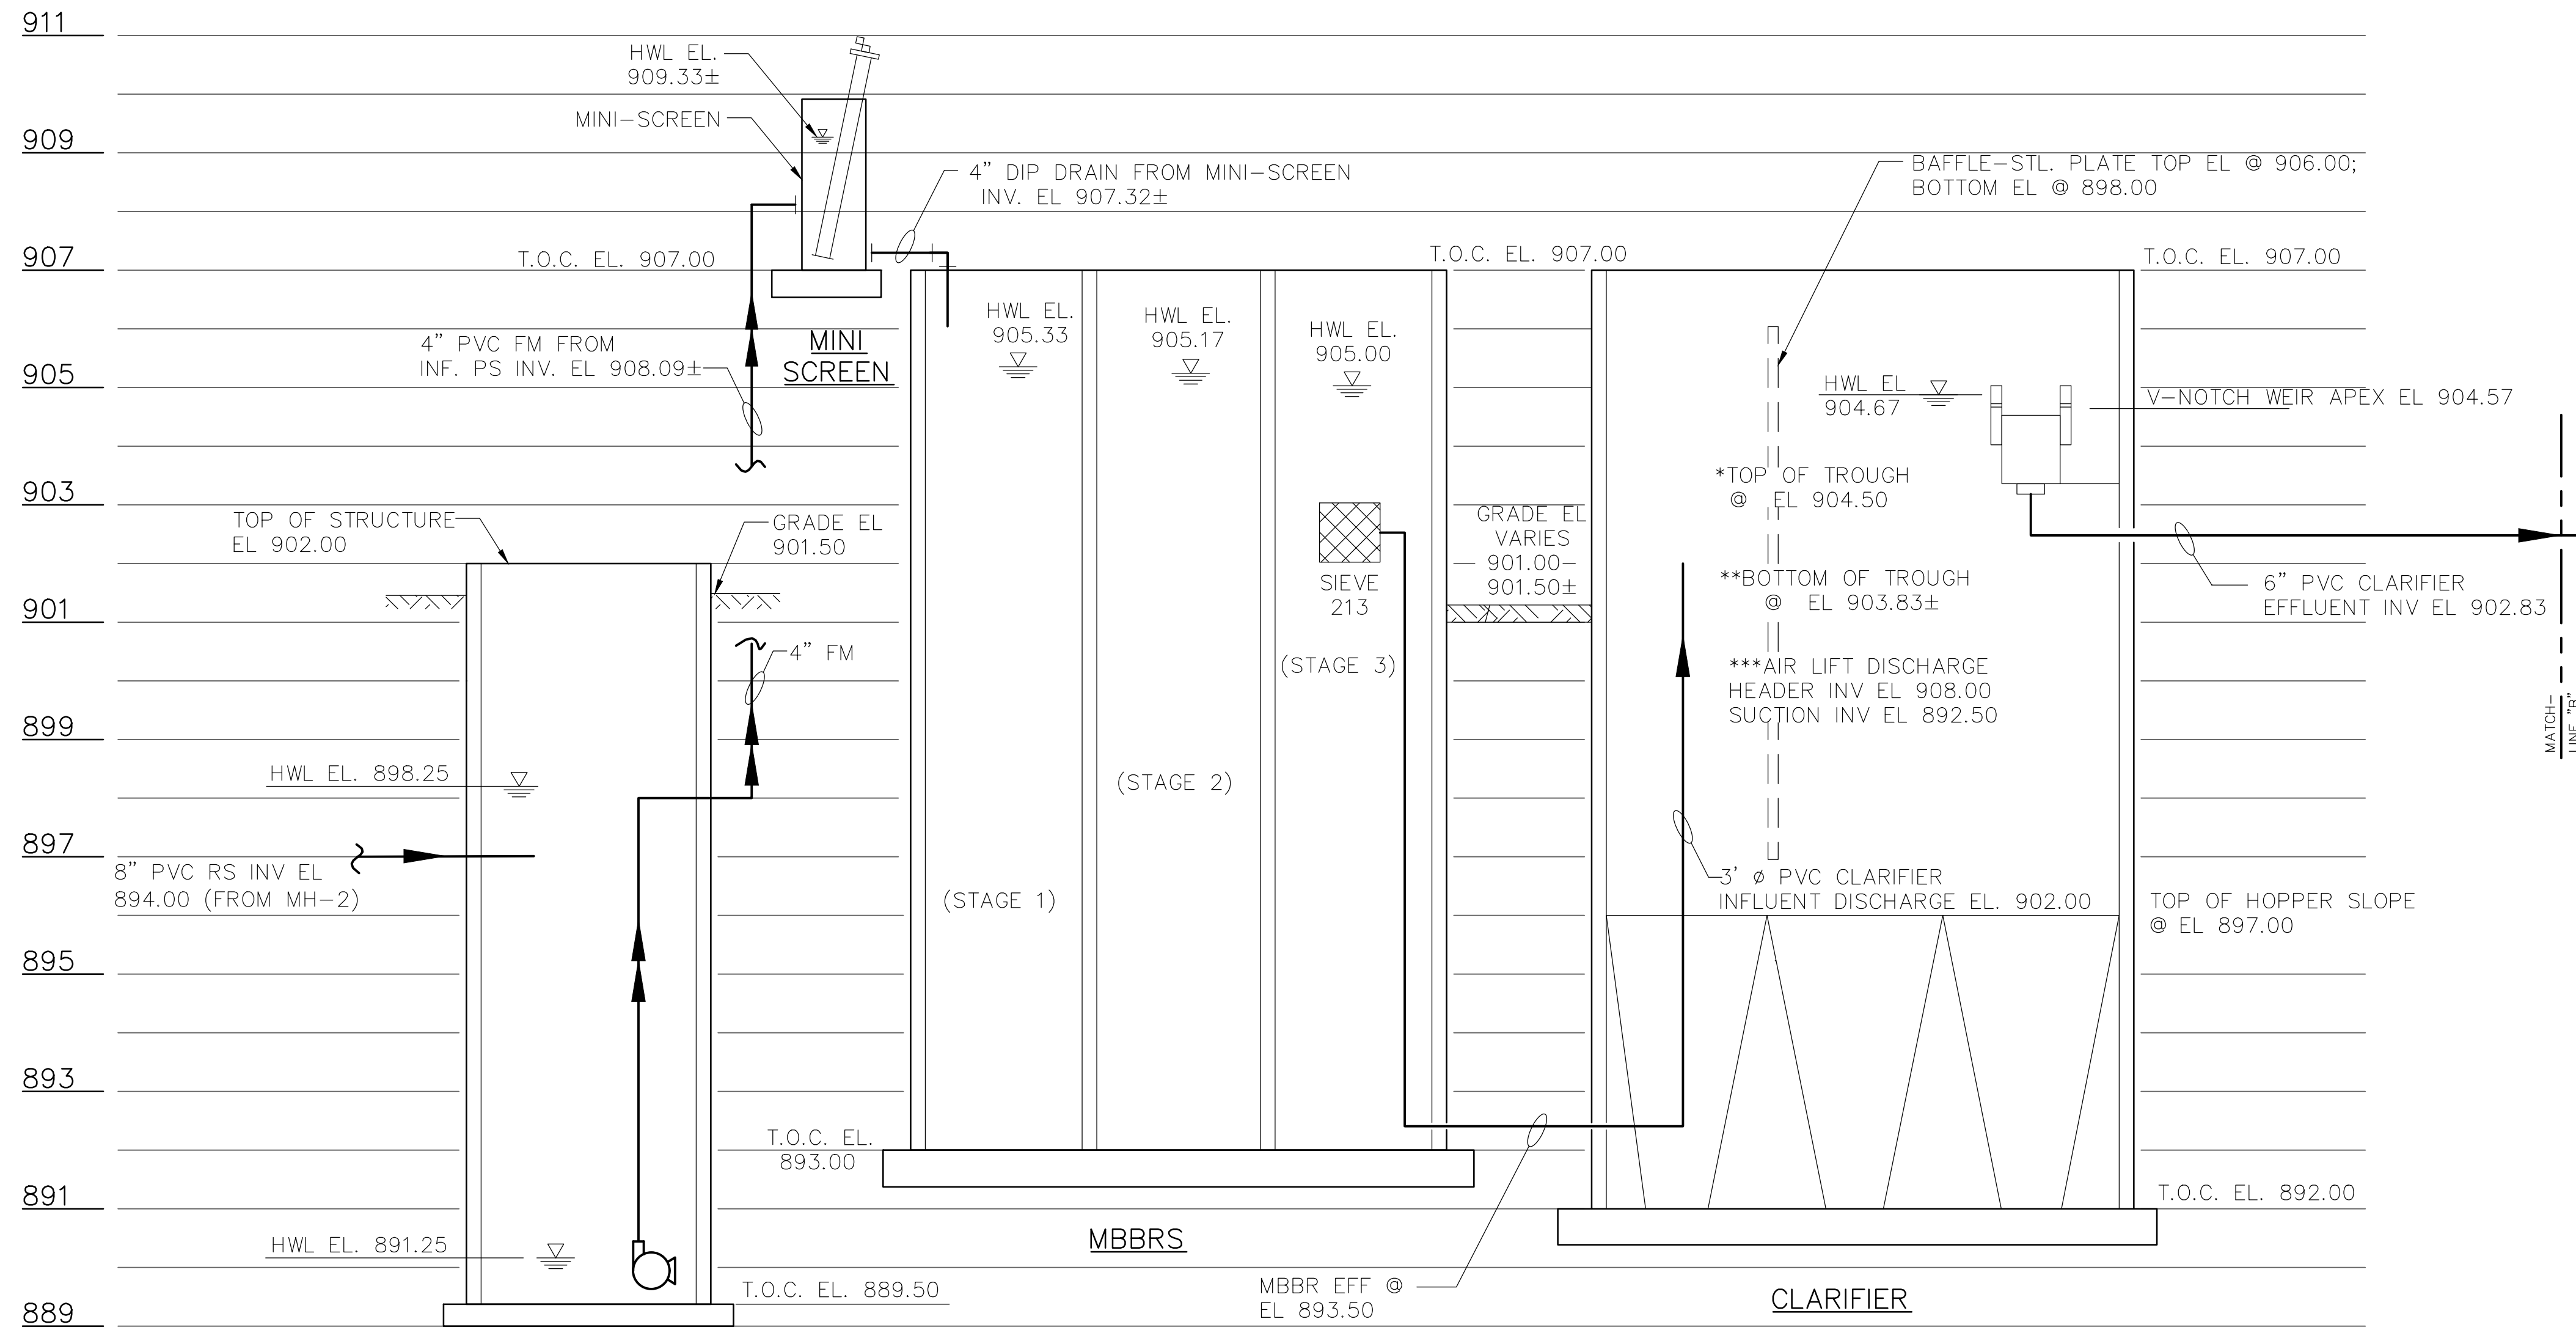 911
909
907
905
903
901
899
897
895
893
891
889
HWL EL.
909.33±
MINI-SCREEN
4" DIP DRAIN FROM MINI-SCREEN
INV. EL 907.32±
T.O.C. EL. 907.00
4" PVC FM FROM
INF. PS INV. EL 908.09±
MINI
SCREEN
TOP OF STRUCTURE
EL 902.00
GRADE EL
901.50
4" FM
HWL EL. 898.25
8" PVC RS INV EL
894.00 (FROM MH-2)
HWL EL. 891.25
T.O.C. EL. 889.50
T.O.C. EL.
893.00
HWL EL.
905.33
HWL EL.
905.17
HWL EL.
905.00
(STAGE 1)
(STAGE 2)
(STAGE 3)
SIEVE
213
T.O.C. EL. 907.00
GRADE EL
VARIES
901.00-
901.50±
MBBRS
MBBR EFF @
EL 893.50
BAFFLE-STL. PLATE TOP EL @ 906.00;
BOTTOM EL @ 898.00
T.O.C. EL. 907.00
HWL EL
904.67
V-NOTCH WEIR APEX EL 904.57
*TOP OF TROUGH
@ EL 904.50
**BOTTOM OF TROUGH
@ EL 903.83±
***AIR LIFT DISCHARGE
HEADER INV EL 908.00
SUCTION INV EL 892.50
6" PVC CLARIFIER
EFFLUENT INV EL 902.83
3' ø PVC CLARIFIER
INFLUENT DISCHARGE EL. 902.00
TOP OF HOPPER SLOPE
@ EL 897.00
T.O.C. EL. 892.00
CLARIFIER
MATCH-
LINE "B"